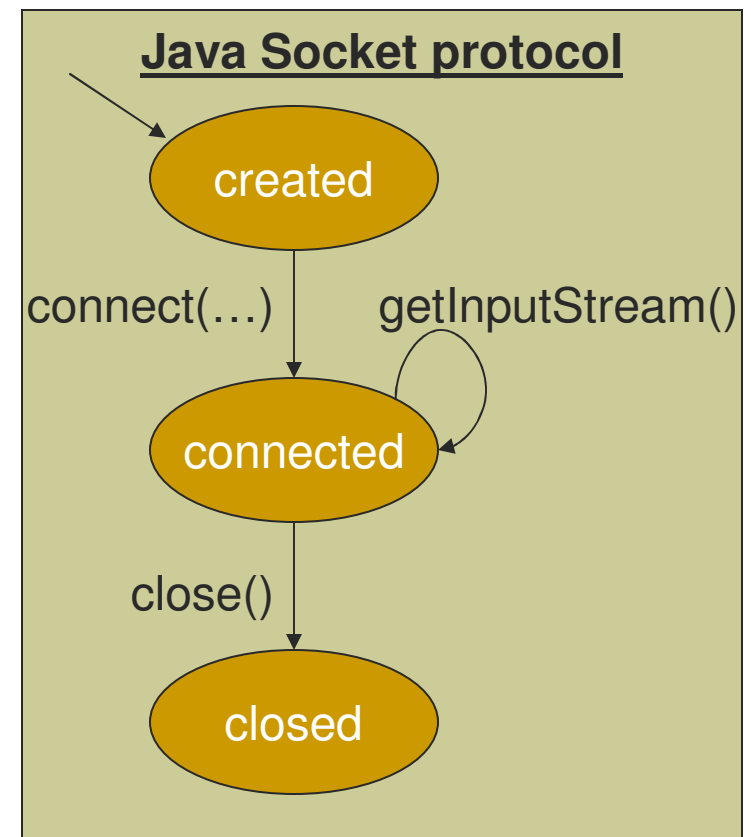 Java Socket protocol
created
connect(…)
getInputStream()
connected
close()
closed